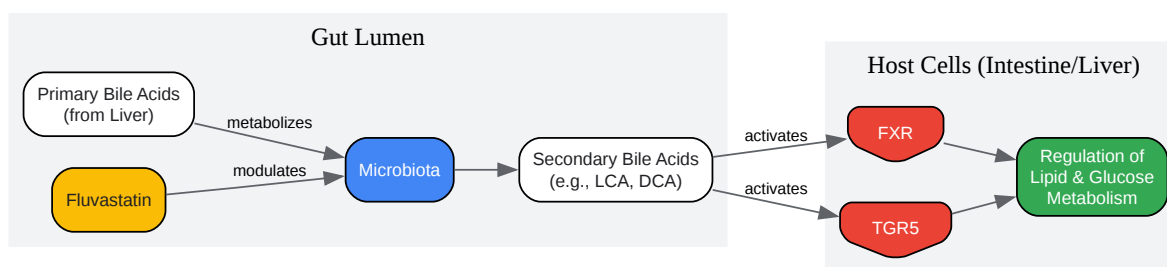 Gut Lumen
Host Cells (Intestine/Liver)
Primary Bile Acids
(from Liver)
metabolizes
Fluvastatin
modulates
Microbiota
Secondary Bile Acids
(e.g., LCA, DCA)
activates
activates
FXR
TGR5
Regulation of
Lipid & Glucose
Metabolism